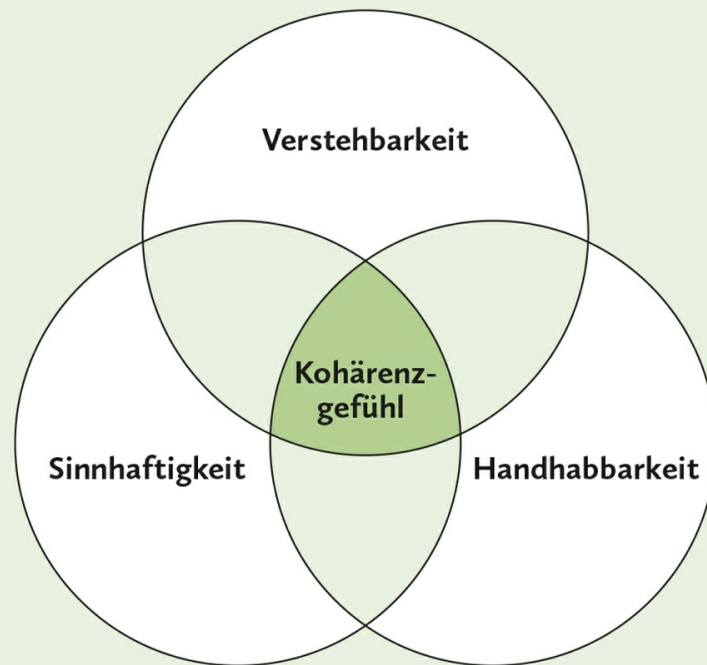 Verstehbarkeit
Kohärenz-
gefühl
Sinnhaftigkeit
Handhabbarkeit